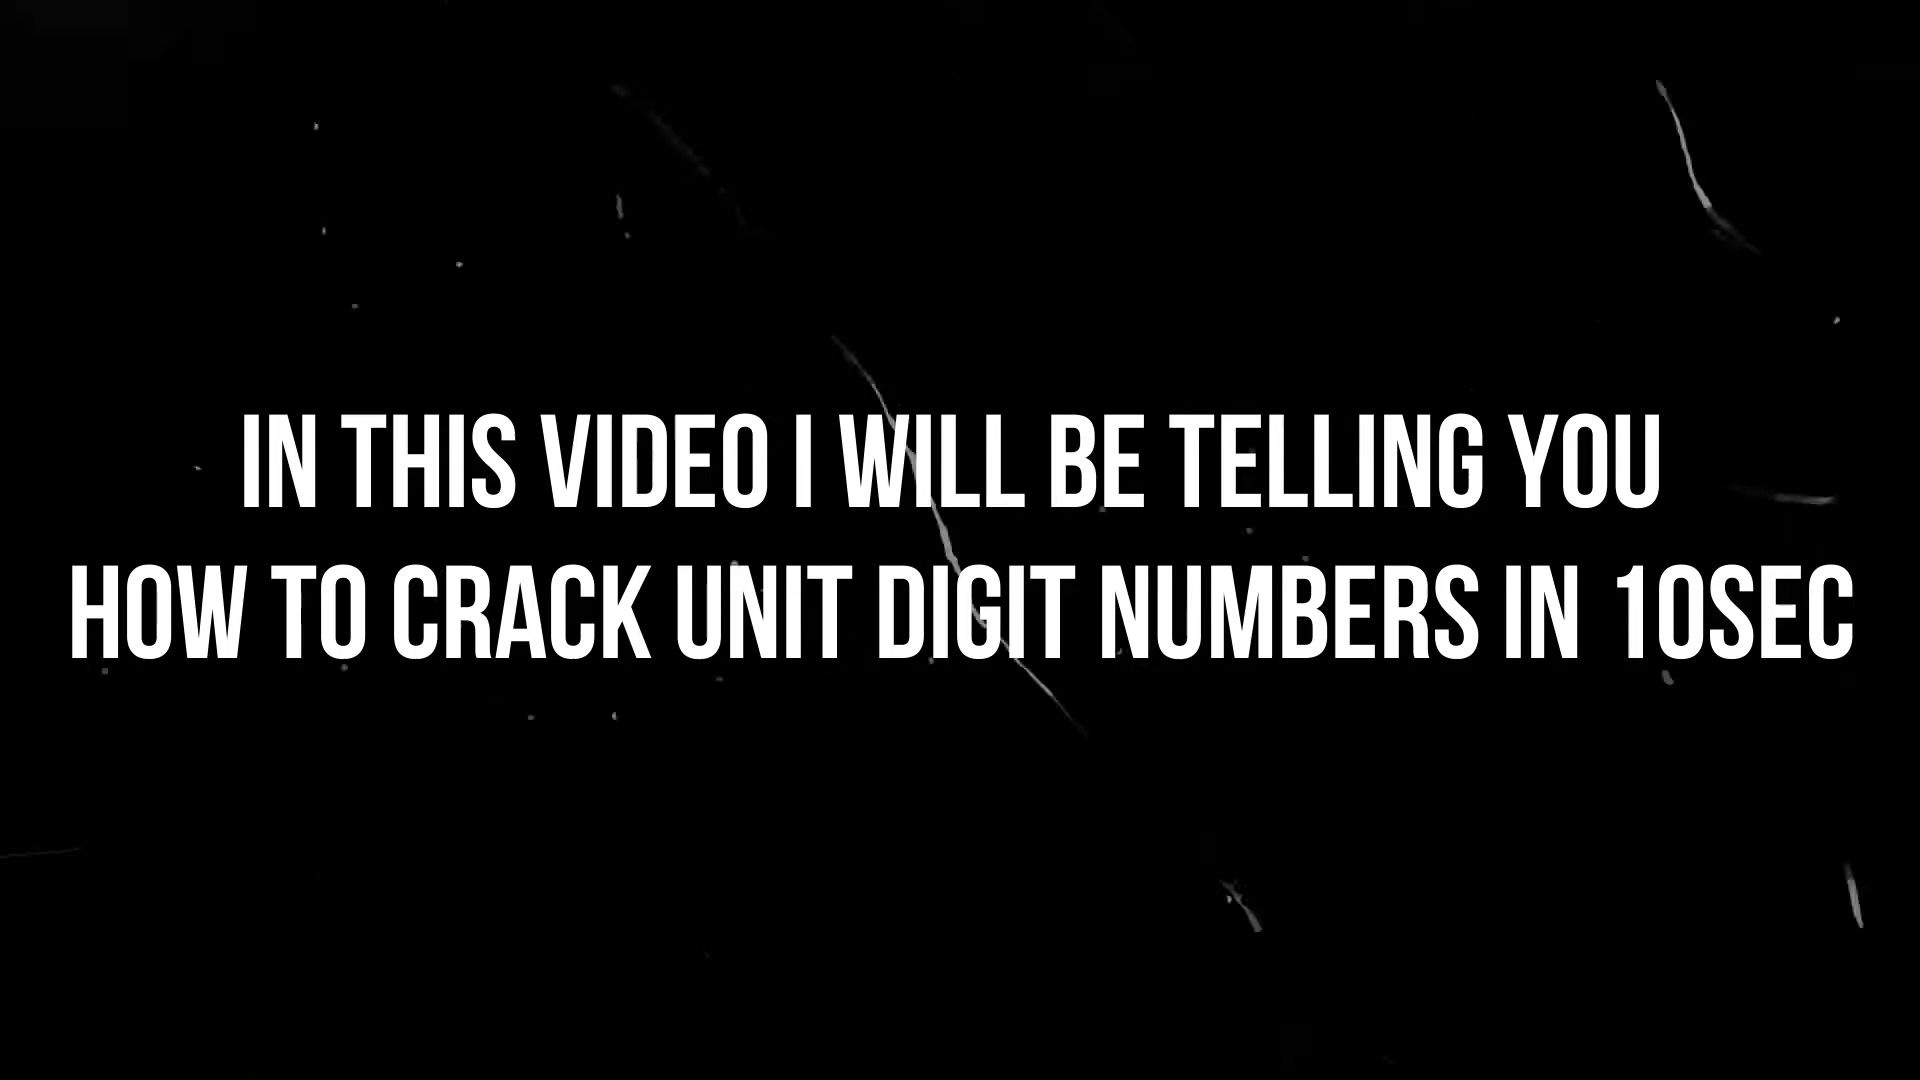 IN THIS VIDEO I WILL BE TELLING YOU
HOW TO CRACK UNIT DIGIT NUMBERS IN 10SEC